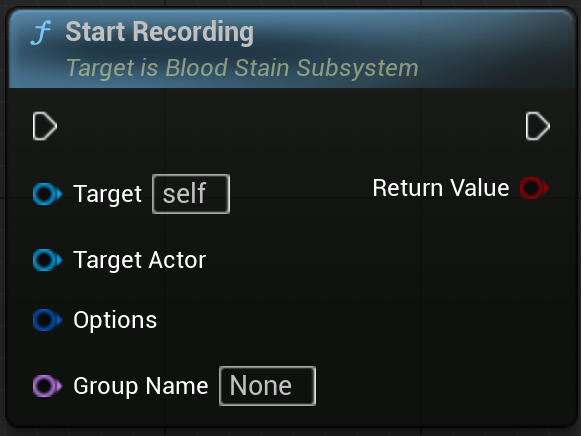 f Start Recording
Target is Blood Stain Subsystem
Target self
Return Value
Target Actor
Options
Group Name None